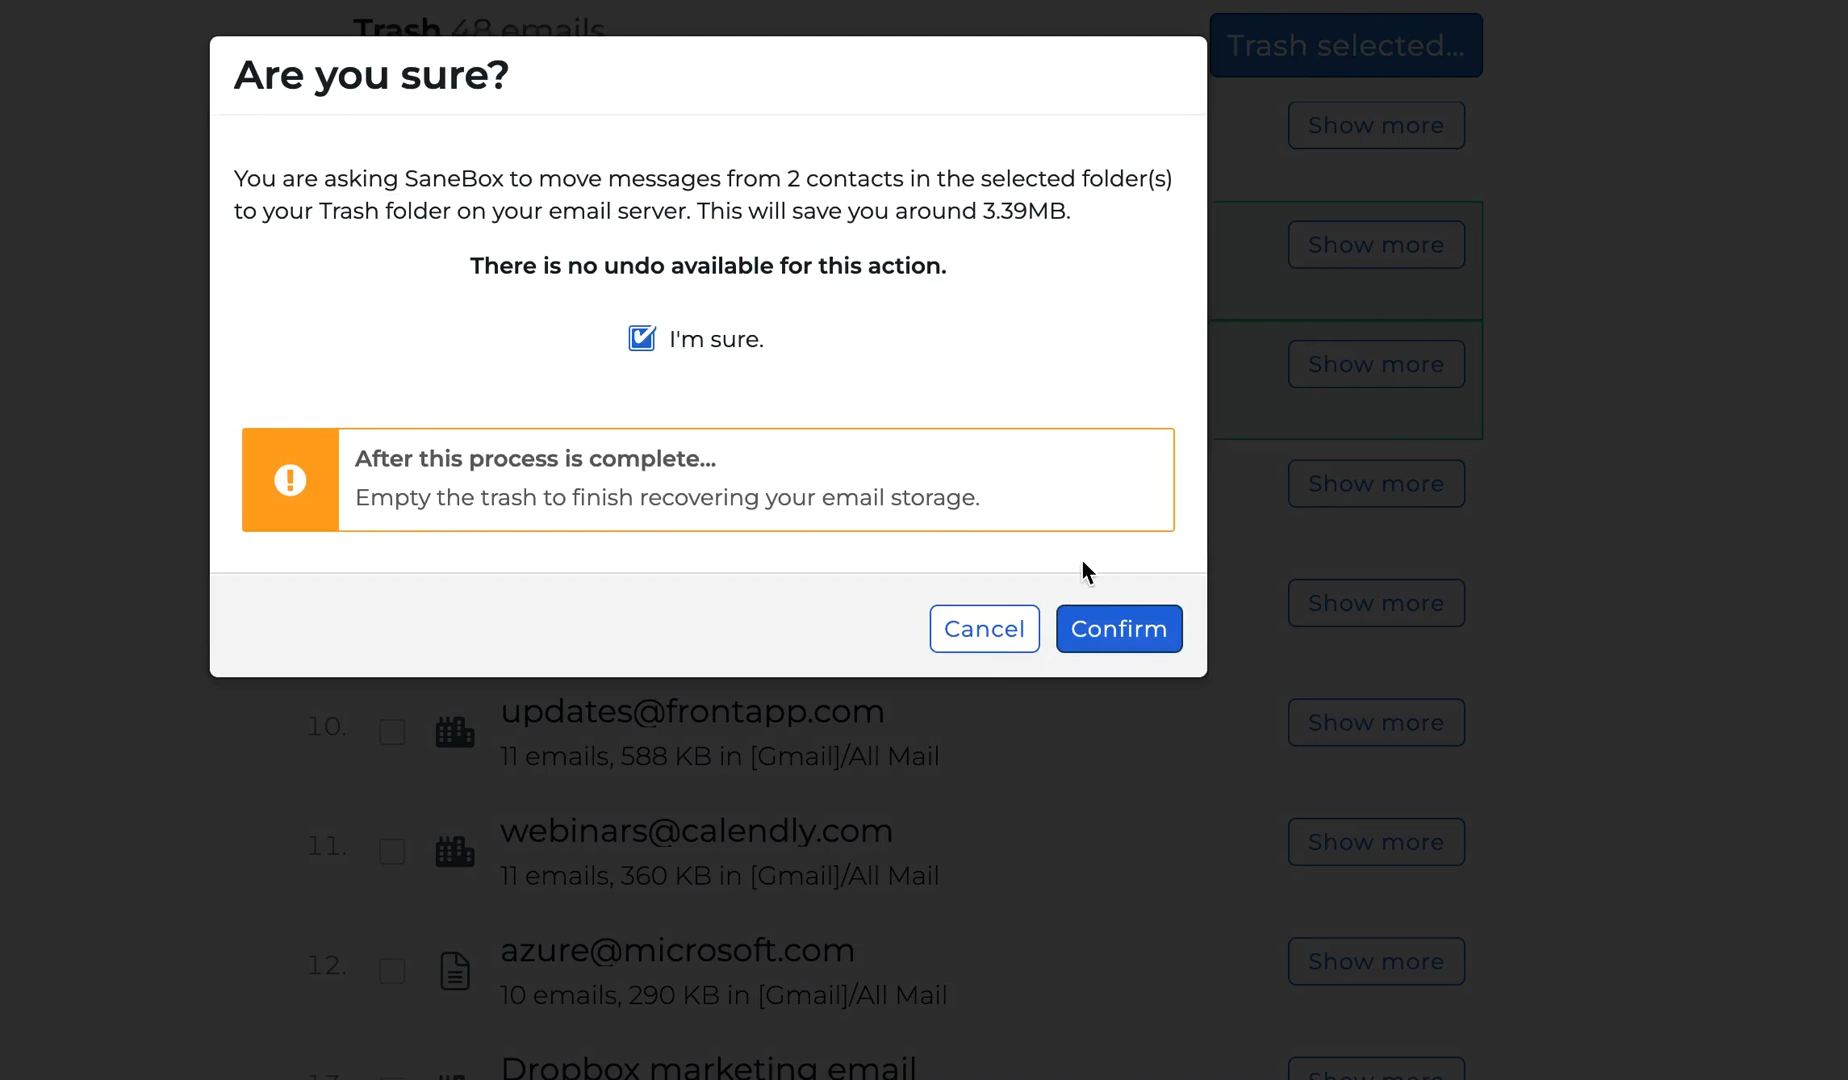 Trash 48 emails
Trash selected...
Are you sure?
You are asking SaneBox to move messages from 2 contacts in the selected folder(s)
to your Trash folder on your email server. This will save you around 3.39MB.
There is no undo available for this action.
I'm sure.
After this process is complete...
Empty the trash to finish recovering your email storage.
Cancel
Confirm
Show more
Show more
Show more
Show more
Show more
10.
updates@frontapp.com
11 emails, 588 KB in [Gmail]/All Mail
Show more
11.
webinars@calendly.com
11 emails, 360 KB in [Gmail]/All Mail
Show more
12.
azure@microsoft.com
10 emails, 290 KB in [Gmail]/All Mail
Show more
13.
Dropbox marketing email
Show more